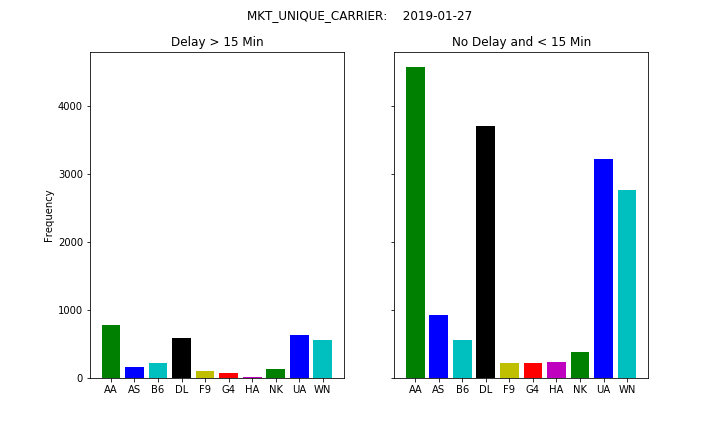 MKT_UNIQUE_CARRIER: 2019-01-27
Delay > 15 Min
No Delay and < 15 Min
4000
3000
2000
1000
0
Frequency
AA AS B6 DL F9 G4 HA NK UA WN
AA AS B6 DL F9 G4 HA NK UA WN